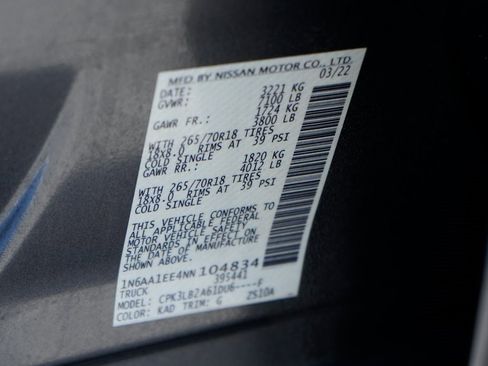 MFD BY NISSAN MOTOR CO., LTD.
DATE: 03/22
GVWR: 3221 KG
7100 LB
GAWR FR.: 1724 KG
3800 LB
WITH 265/70R18 TIRES
18X8.0 RIMS AT 39 PSI
COLD SINGLE
GAWR RR.: 1820 KG
4012 LB
WITH 265/70R18 TIRES
18X8.0 RIMS AT 39 PSI
COLD SINGLE
THIS VEHICLE CONFORMS TO
ALL APPLICABLE FEDERAL
MOTOR VEHICLE SAFETY
STANDARDS IN EFFECT ON
THE DATE OF MANUFACTURE
SHOWN ABOVE.
1N6AA1EE4NN104834
TRUCK 395441
CPK3LB2A61DU6----F
COLOR: KAD TRIM: G ZS10A